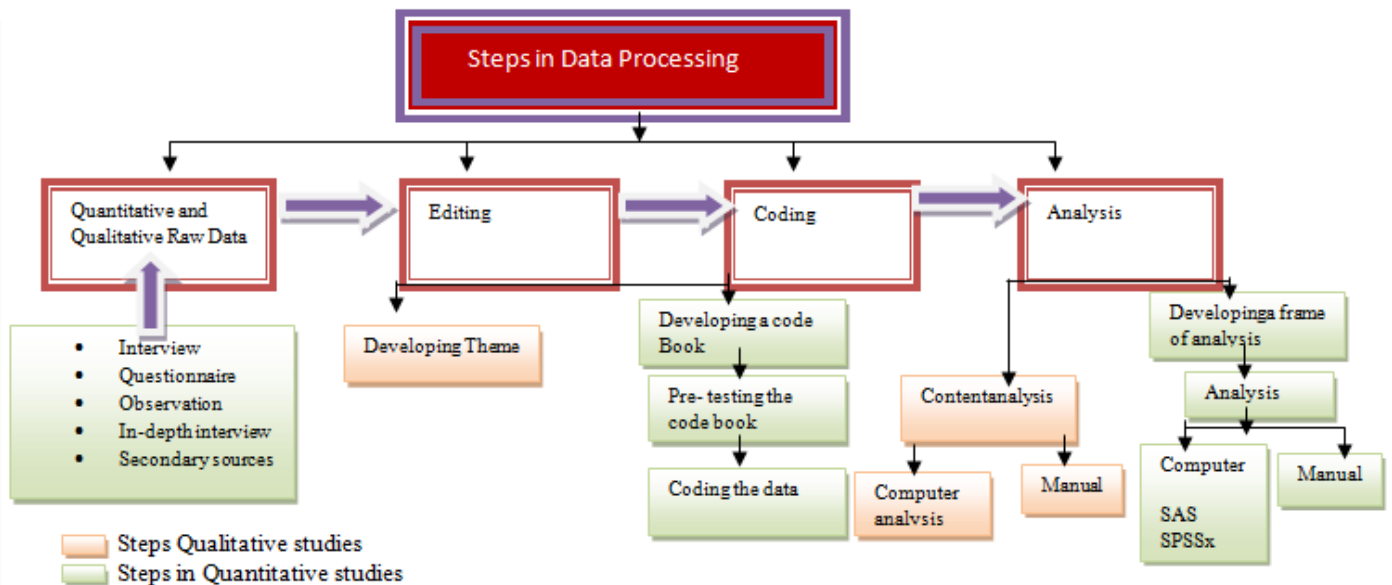 Steps in Data Processing
Quantitative and
Qualitative Raw Data
Editing
Coding
Analysis
• Interview
• Questionnaire
• Observation
• In-depth interview
• Secondary sources
Developing Theme
Developing a code
Book
Pre- testing the
code book
Coding the data
Contentanalysis
Computer
analysis
Manual
Developinga frame
of analysis
Analysis
Computer
SAS
SPSSx
Manual
Steps Qualitative studies
Steps in Quantitative studies